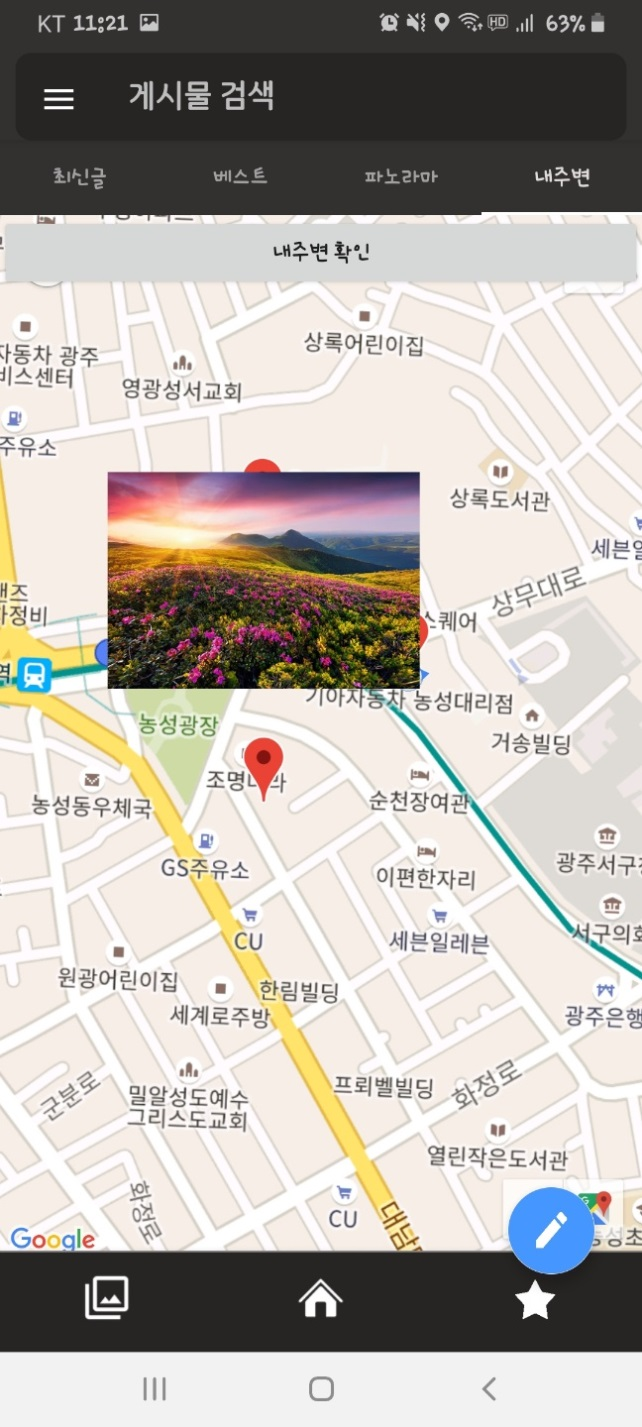 KT 11:21
HD 63%
게시물 검색
최신글
베스트
파노라마
내주변
내주변 확인
상록어린이집
자동차 광주
비스센터
영광성서교회
주유소
상록도서관
세븐일
상무대로
스퀘어
역
기아자동차 농성대리점
농성광장
거송빌딩
농성동우체국
순천장여관
GS주유소
이편한자리
광주서구청
CU
세븐일레븐
서구의회
원광어린이집
한림빌딩
세계로주방
광주은행
군분로
밀알성도예수
그리스도교회
프뢰벨빌딩
화정로
열린작은도서관
화정로
CU
대남
Google